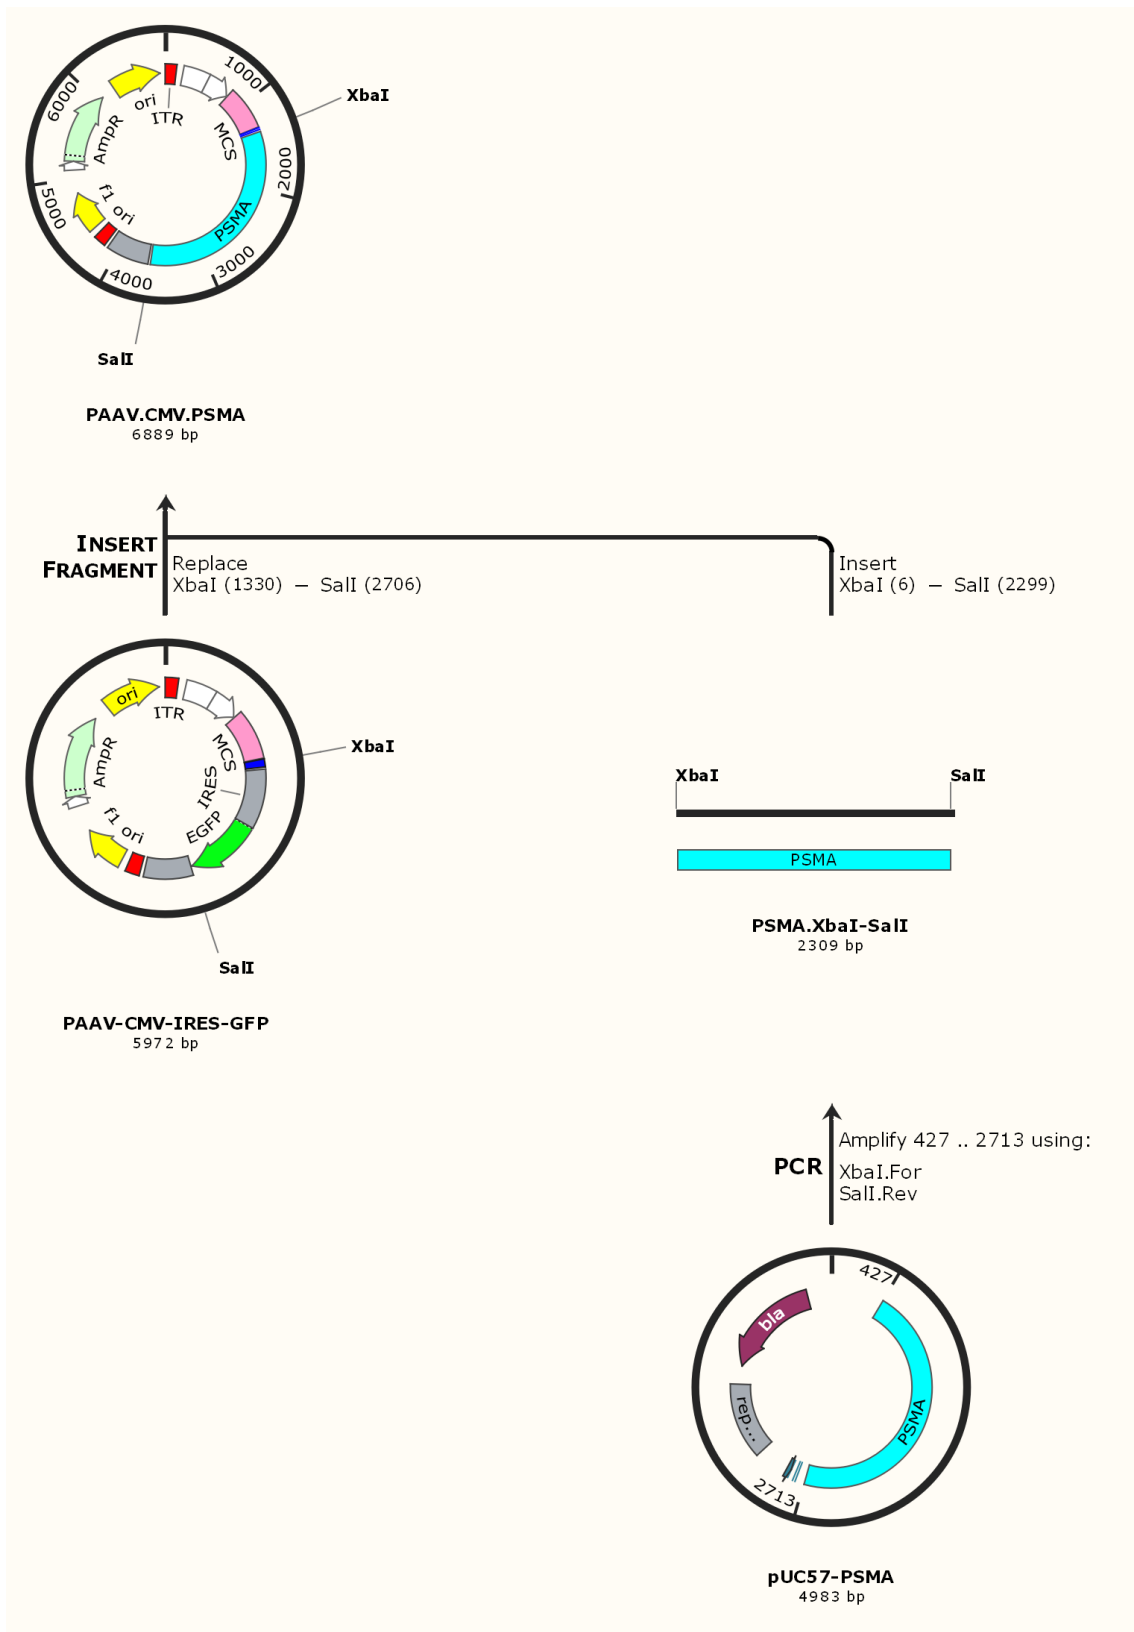 1000
2000
3000
4000
5000
6000
ori
ITR
MCS
AmpR
f1 ori
PSMA
XbaI
SalI
PAAV.CMV.PSMA
6889 bp
INSERT
FRAGMENT
Replace
XbaI (1330) – SalI (2706)
Insert
XbaI (6) – SalI (2299)
ori
ITR
MCS
IRES
EGFP
AmpR
f1 ori
XbaI
SalI
PAAV-CMV-IRES-GFP
5972 bp
XbaI
SalI
PSMA
PSMA.XbaI-SalI
2309 bp
PCR
Amplify 427 .. 2713 using:
XbaI.For
SalI.Rev
427
bla
PSMA
rep...
2713
pUC57-PSMA
4983 bp